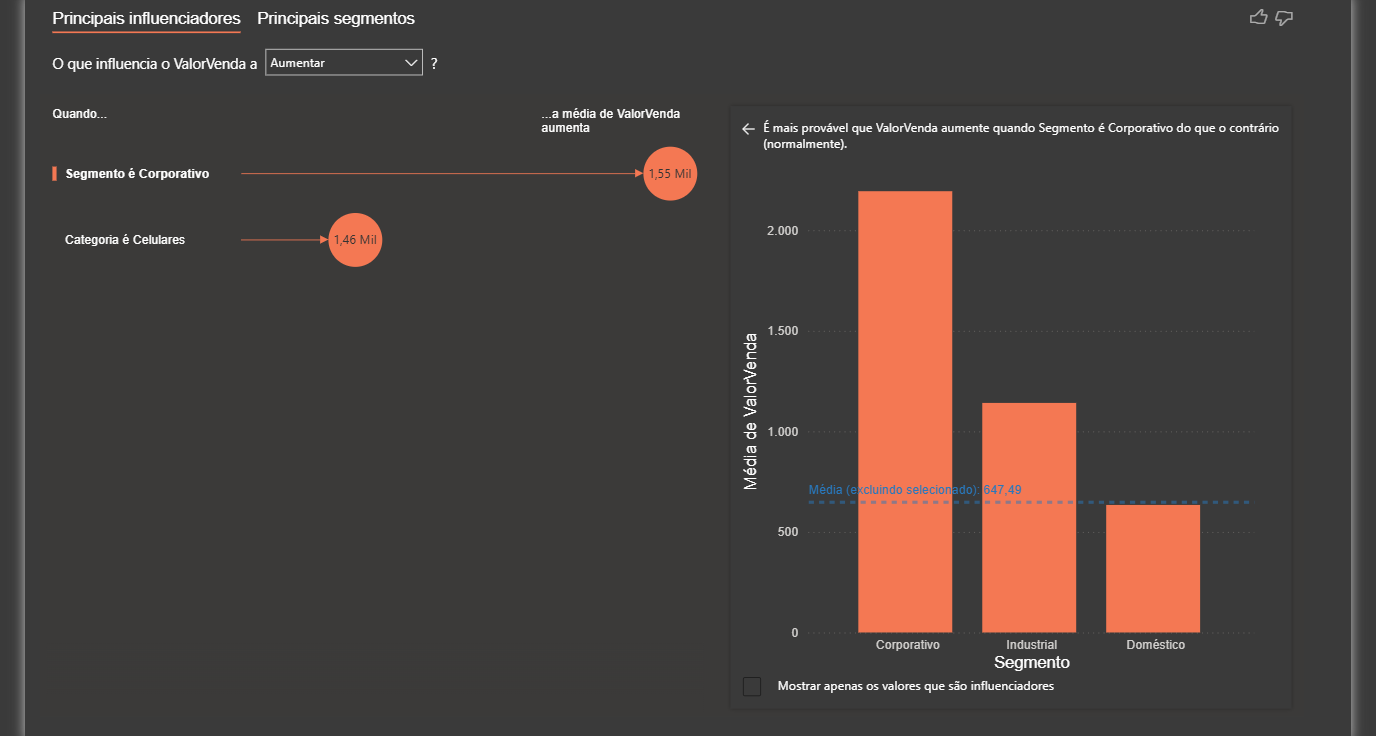 Principais influenciadores Principais segmentos
O que influencia o ValorVenda a Aumentar ?
Quando...
...a média de ValorVenda
aumenta
Segmento é Corporativo 1,55 Mil
Categoria é Celulares 1,46 Mil
É mais provável que ValorVenda aumente quando Segmento é Corporativo do que o contrário
(normalmente).
Média de ValorVenda
2.000
1.500
1.000
Média (excluindo selecionado): 647,49
500
0
Corporativo Industrial Doméstico
Segmento
Mostrar apenas os valores que são influenciadores